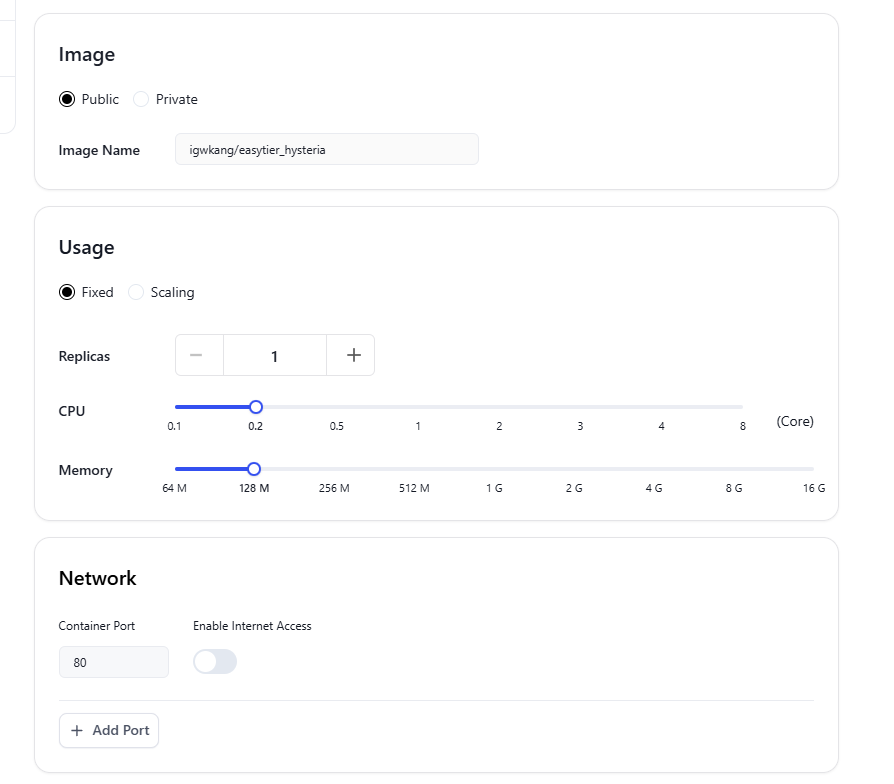 Image
Public Private
Image Name igwkang/easytier_hysteria
Usage
Fixed Scaling
Replicas 1
CPU
0.1 0.2 0.5 1 2 3 4 8 (Core)
Memory
64 M 128 M 256 M 512 M 1 G 2 G 4 G 8 G 16 G
Network
Container Port Enable Internet Access
80
+ Add Port